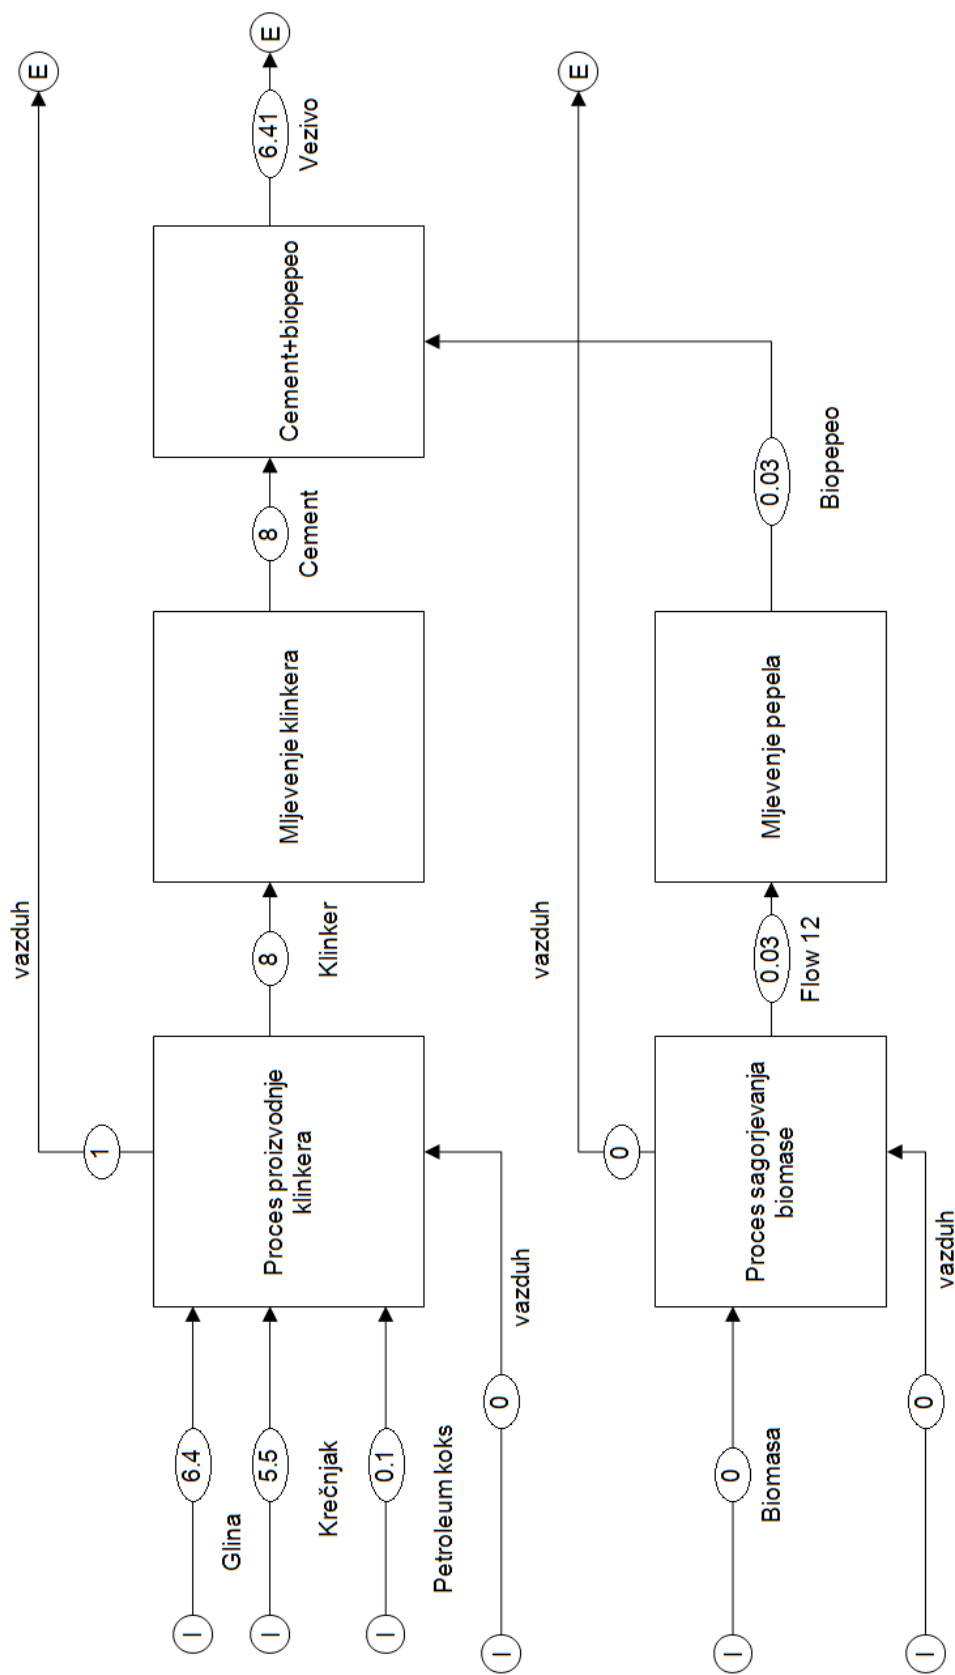 vazduh
E
1
I
6.4
Glina
I
5.5
Krečnjak
I
0.1
Petroleum koks
I
0
vazduh
Proces proizvodnje
klinkera
8
Klinker
Mljevenje klinkera
8
Cement
Cement+biopepeo
6.41
Vezivo
E
vazduh
E
0
I
0
Biomasa
I
0
vazduh
Proces sagorjevanja
biomase
0.03
Flow 12
Mljevenje pepela
0.03
Biopepeo